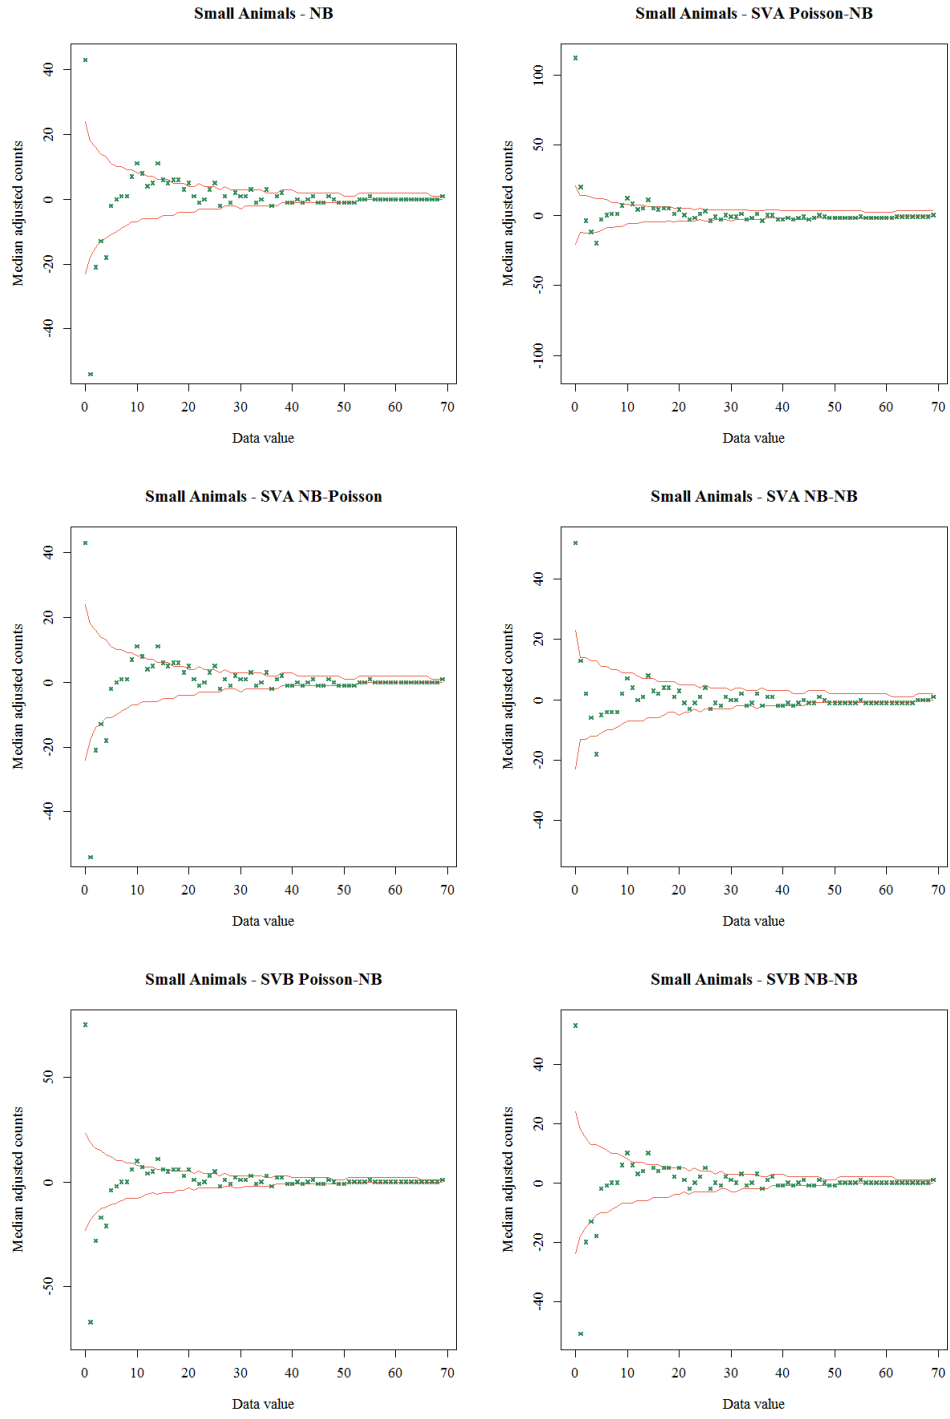 Small Animals - NB
Median adjusted counts
40
20
0
-20
-40
0 10 20 30 40 50 60 70
Data value
Small Animals - SVA Poisson-NB
Median adjusted counts
100
50
0
-50
-100
0 10 20 30 40 50 60 70
Data value
Small Animals - SVA NB-Poisson
Median adjusted counts
40
20
0
-20
-40
0 10 20 30 40 50 60 70
Data value
Small Animals - SVA NB-NB
Median adjusted counts
40
20
0
-20
-40
0 10 20 30 40 50 60 70
Data value
Small Animals - SVB Poisson-NB
Median adjusted counts
50
0
-50
0 10 20 30 40 50 60 70
Data value
Small Animals - SVB NB-NB
Median adjusted counts
40
20
0
-20
-40
0 10 20 30 40 50 60 70
Data value